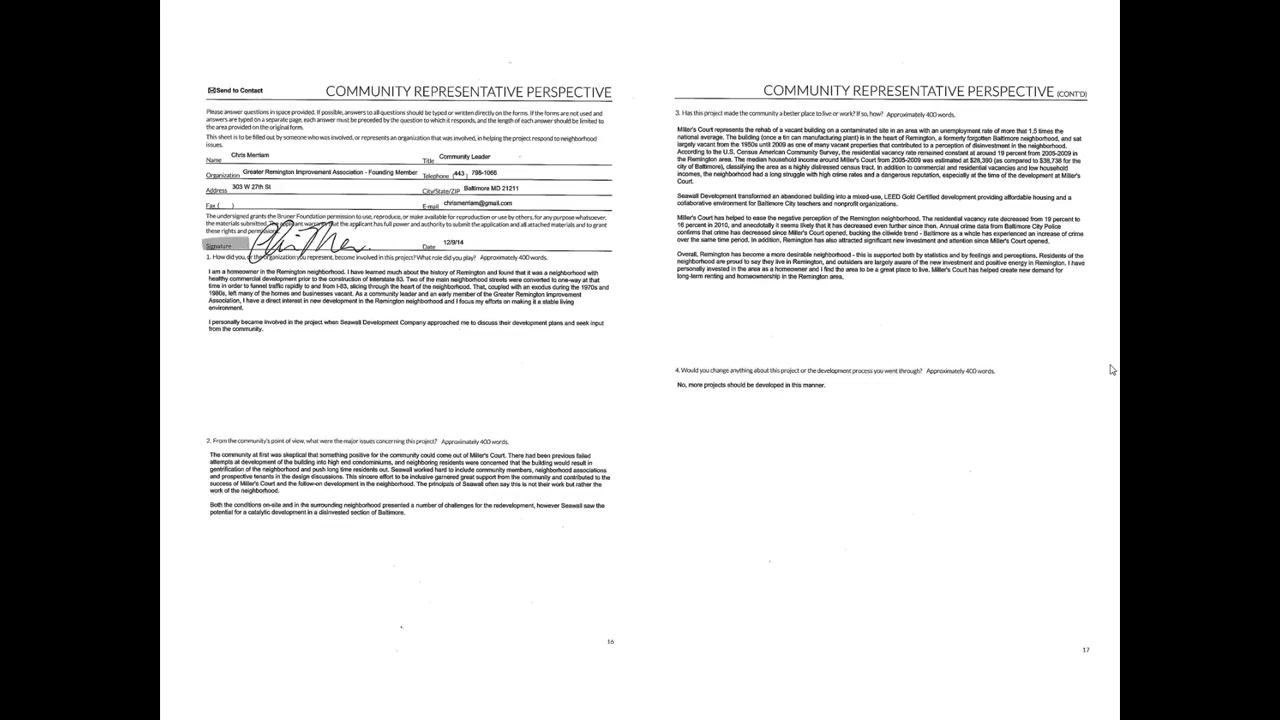 Send to Contact
COMMUNITY REPRESENTATIVE PERSPECTIVE
Please answer questions in space provided. If possible, answers to all questions should be typed or written directly on the forms. If the forms are not used and
answers are typed on a separate page, each answer must be preceded by the question to which it responds, and the length of each answer should be limited to
the area provided on the original form.
This sheet is to be filled out by someone who was involved, or represents an organization that was involved, in helping the project respond to neighborhood
issues.
Name Chris Merriam Title Community Leader
Organization Greater Remington Improvement Association - Founding Member Telephone (443) 798-1066
Address 303 W 27th St City/State/ZIP Baltimore MD 21211
Fax ( ) E-mail chrismerriam@gmail.com
The undersigned grants the Bruner Foundation permission to use, reproduce, or make available for reproduction or use by others, for any purpose whatsoever,
the materials submitted. The applicant warrants that the applicant has full power and authority to submit the application and all attached materials and to grant
these rights and permissions.
Signature Date 12/9/14
1. How did you, or the organization you represent, become involved in this project? What role did you play? Approximately 400 words.
I am a homeowner in the Remington neighborhood. I have learned much about the history of Remington and found that it was a neighborhood with
healthy commercial development prior to the construction of Interstate 83. Two of the main neighborhood streets were converted to one-way at that
time in order to funnel traffic rapidly to and from I-83, slicing through the heart of the neighborhood. That, coupled with an exodus during the 1970s and
1980s, left many of the homes and businesses vacant. As a community leader and an early member of the Greater Remington Improvement
Association, I have a direct interest in new development in the Remington neighborhood and I focus my efforts on making it a stable living
environment.
I personally became involved in the project when Seawall Development Company approached me to discuss their development plans and seek input
from the community.
2. From the community's point of view, what were the major issues concerning this project? Approximately 400 words.
The community at first was skeptical that something positive for the community could come out of Miller's Court. There had been previous failed
attempts at development of the building into high end condominiums, and neighboring residents were concerned that the building would result in
gentrification of the neighborhood and push long time residents out. Seawall worked hard to include community members, neighborhood associations
and prospective tenants in the design discussions. This sincere effort to be inclusive garnered great support from the community and contributed to the
success of Miller's Court and the follow-on development in the neighborhood. The principals of Seawall often say this is not their work but rather the
work of the neighborhood.
Both the conditions on-site and in the surrounding neighborhood presented a number of challenges for the redevelopment, however Seawall saw the
potential for a catalytic development in a disinvested section of Baltimore.
16
COMMUNITY REPRESENTATIVE PERSPECTIVE (CONT'D)
3. Has this project made the community a better place to live or work? If so, how? Approximately 400 words.
Miller's Court represents the rehab of a vacant building on a contaminated site in an area with an unemployment rate of more that 1.5 times the
national average. The building (once a tin can manufacturing plant) is in the heart of Remington, a formerly forgotten Baltimore neighborhood, and sat
largely vacant from the 1950s until 2009 as one of many vacant properties that contributed to a perception of disinvestment in the neighborhood.
According to the U.S. Census American Community Survey, the residential vacancy rate remained constant at around 19 percent from 2005-2009 in
the Remington area. The median household income around Miller's Court from 2005-2009 was estimated at $28,390 (as compared to $38,738 for the
city of Baltimore), classifying the area as a highly distressed census tract. In addition to commercial and residential vacancies and low household
incomes, the neighborhood had a long struggle with high crime rates and a dangerous reputation, especially at the time of the development at Miller's
Court.
Seawall Development transformed an abandoned building into a mixed-use, LEED Gold Certified development providing affordable housing and a
collaborative environment for Baltimore City teachers and nonprofit organizations.
Miller's Court has helped to ease the negative perception of the Remington neighborhood. The residential vacancy rate decreased from 19 percent to
16 percent in 2010, and anecdotally it seems likely that it has decreased even further since then. Annual crime data from Baltimore City Police
confirms that crime has decreased since Miller's Court opened, bucking the citywide trend - Baltimore as a whole has experienced an increase of crime
over the same time period. In addition, Remington has also attracted significant new investment and attention since Miller's Court opened.
Overall, Remington has become a more desirable neighborhood - this is supported both by statistics and by feelings and perceptions. Residents of the
neighborhood are proud to say they live in Remington, and outsiders are largely aware of the new investment and positive energy in Remington. I have
personally invested in the area as a homeowner and I find the area to be a great place to live. Miller's Court has helped create new demand for
long-term renting and homeownership in the Remington area.
4. Would you change anything about this project or the development process you went through? Approximately 400 words.
No, more projects should be developed in this manner.
17